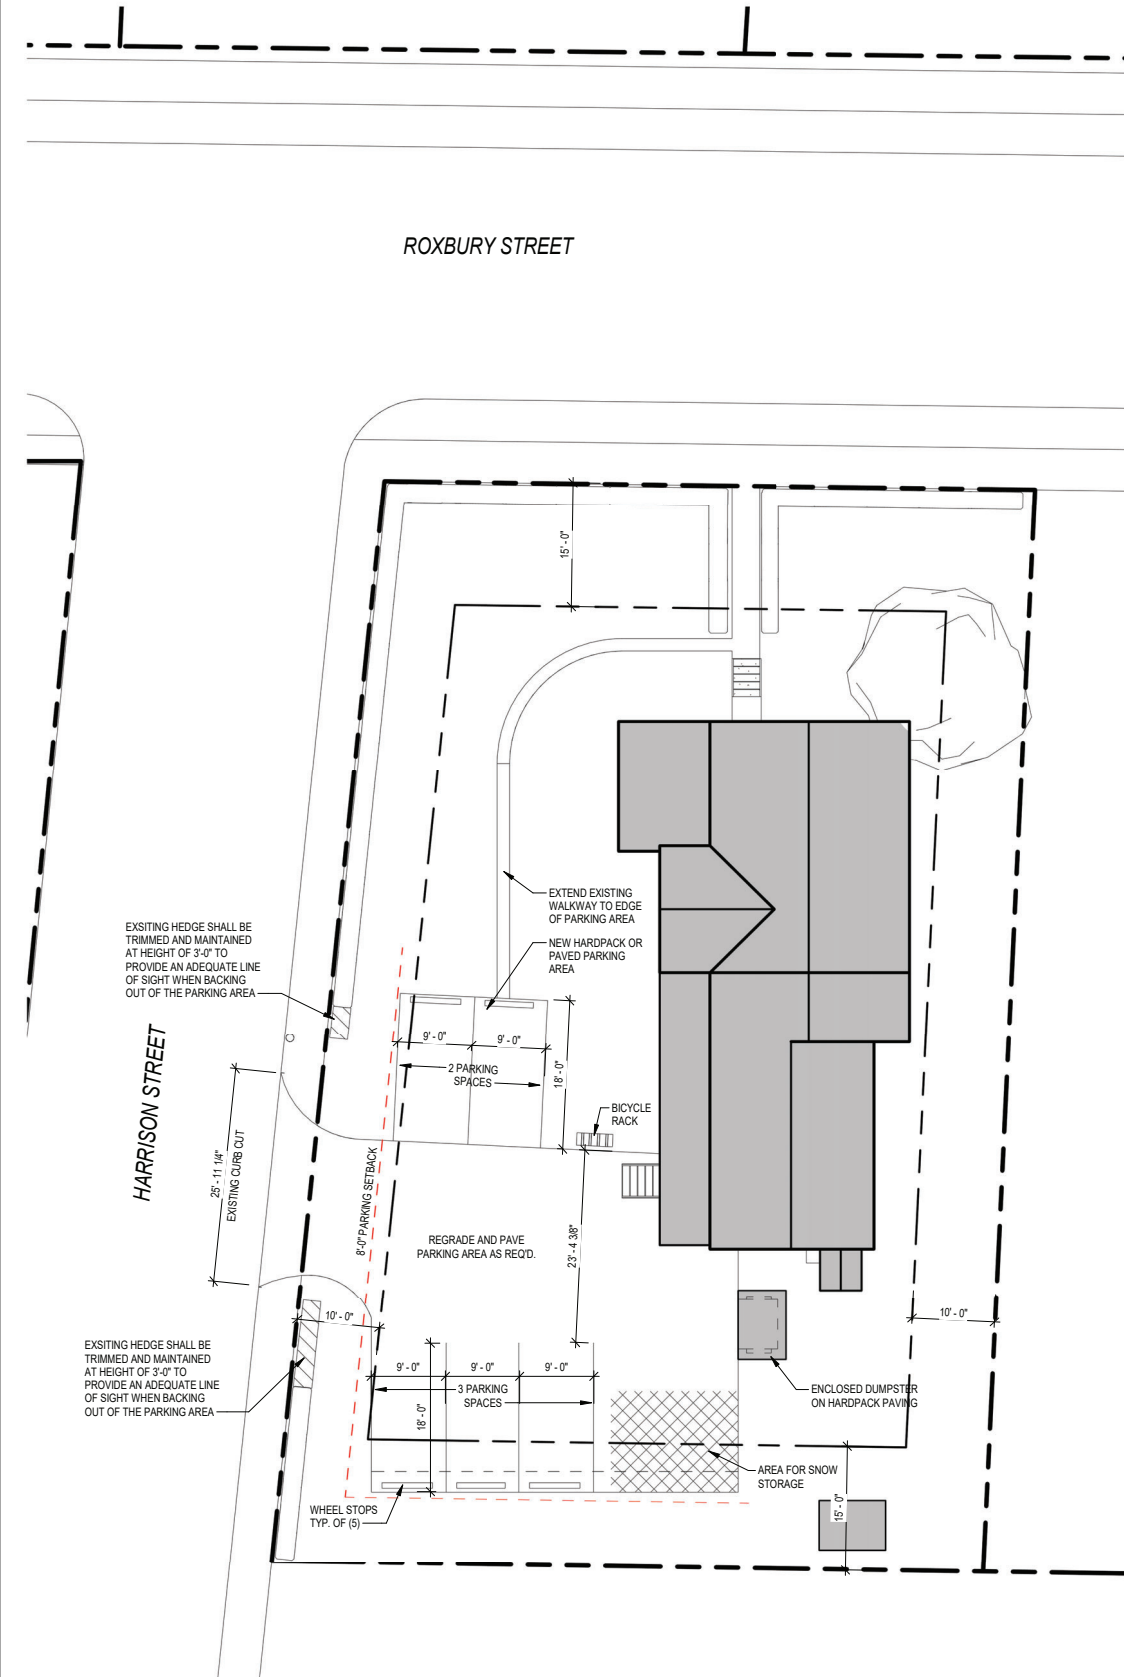 ROXBURY STREET
15' - 0"
EXTEND EXISTING
WALKWAY TO EDGE
OF PARKING AREA
NEW HARDPACK OR
PAVED PARKING
AREA
EXSITING HEDGE SHALL BE
TRIMMED AND MAINTAINED
AT HEIGHT OF 3'-0" TO
PROVIDE AN ADEQUATE LINE
OF SIGHT WHEN BACKING
OUT OF THE PARKING AREA
HARRISON STREET
C
9' - 0"
9' - 0"
2 PARKING
SPACES
18' - 0"
BICYCLE
RACK
25' - 11 1/4"
EXISTING CURB CUT
8'-0" PARKING SETBACK
REGRADE AND PAVE
PARKING AREA AS REQ'D.
23' - 4 3/8"
10' - 0"
10' - 0"
EXSITING HEDGE SHALL BE
TRIMMED AND MAINTAINED
AT HEIGHT OF 3'-0" TO
PROVIDE AN ADEQUATE LINE
OF SIGHT WHEN BACKING
OUT OF THE PARKING AREA
9' - 0"
9' - 0"
9' - 0"
3 PARKING
SPACES
18' - 0"
ENCLOSED DUMPSTER
ON HARDPACK PAVING
AREA FOR SNOW
STORAGE
WHEEL STOPS
TYP. OF (5)
15' - 0"